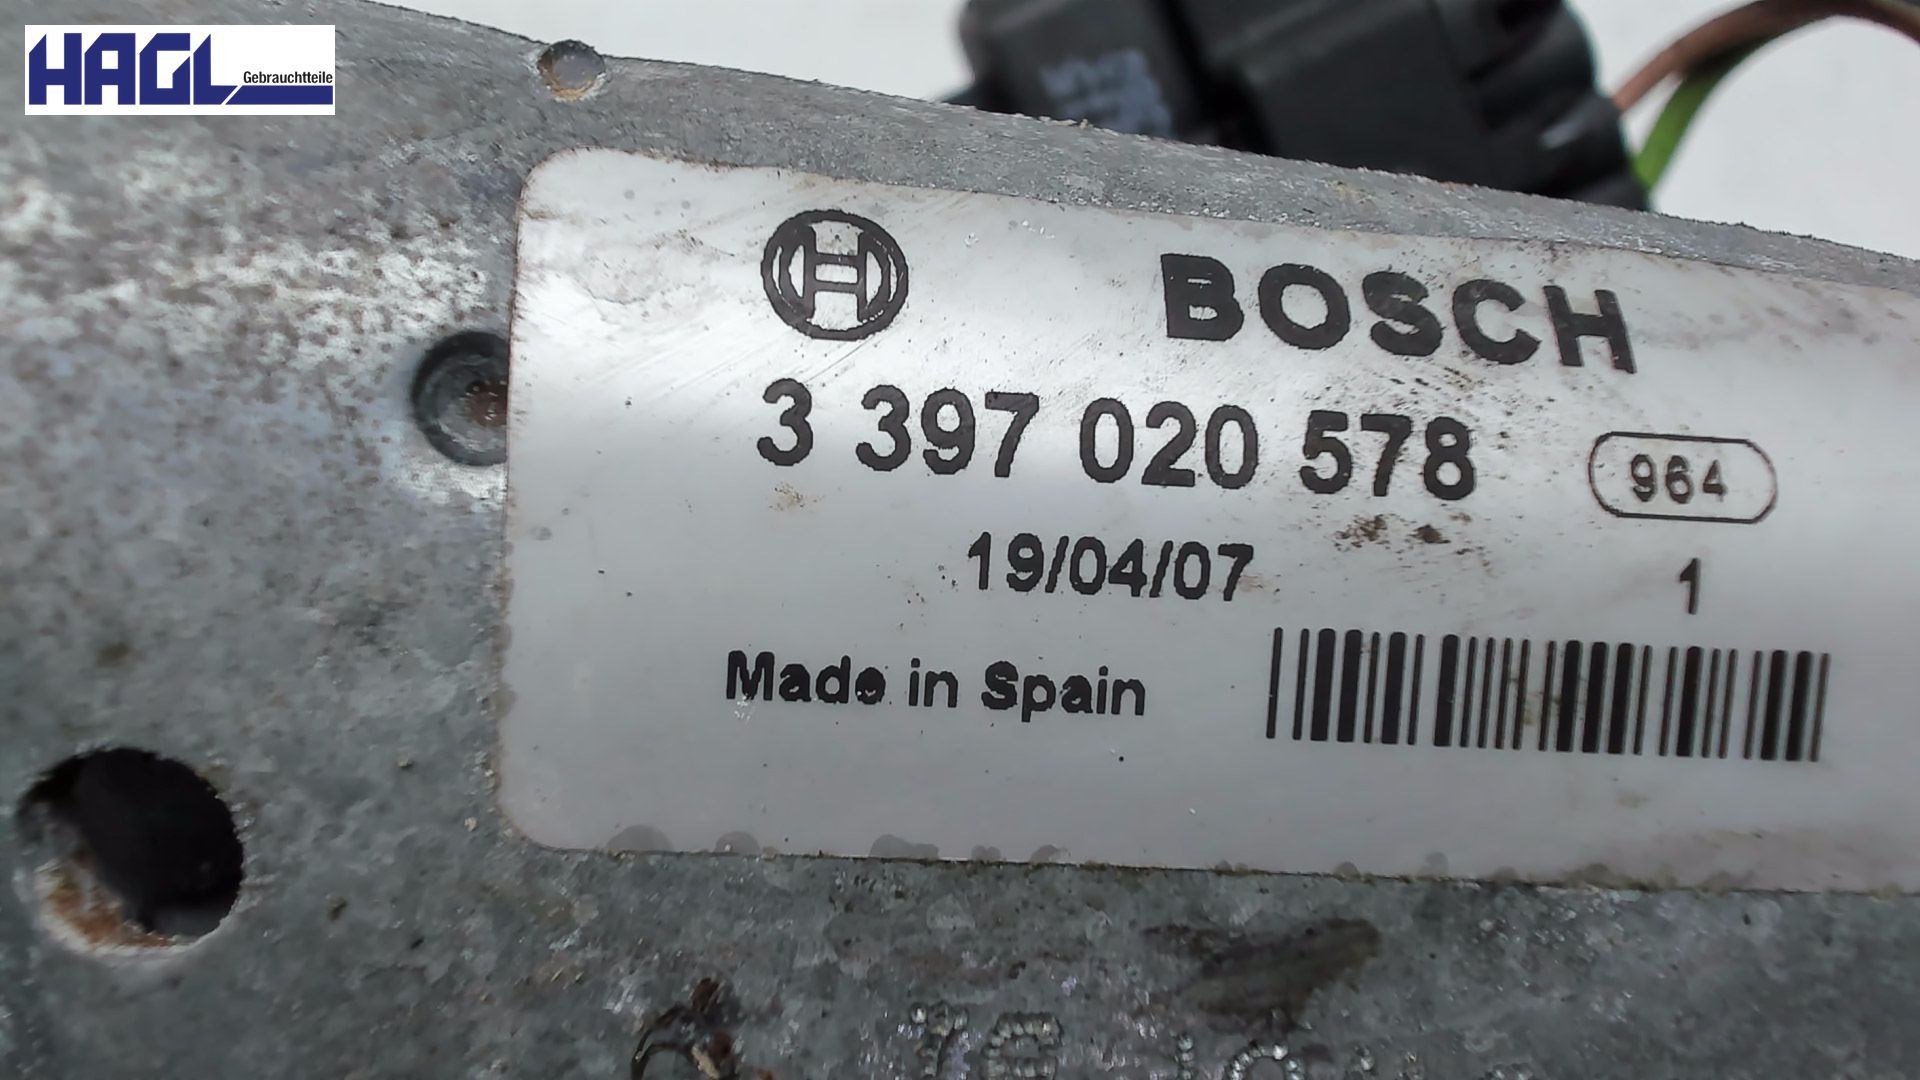 HAGL
Gebrauchtteile
BOSCH
3 397 020 578
964
19/04/07
1
Made in Spain